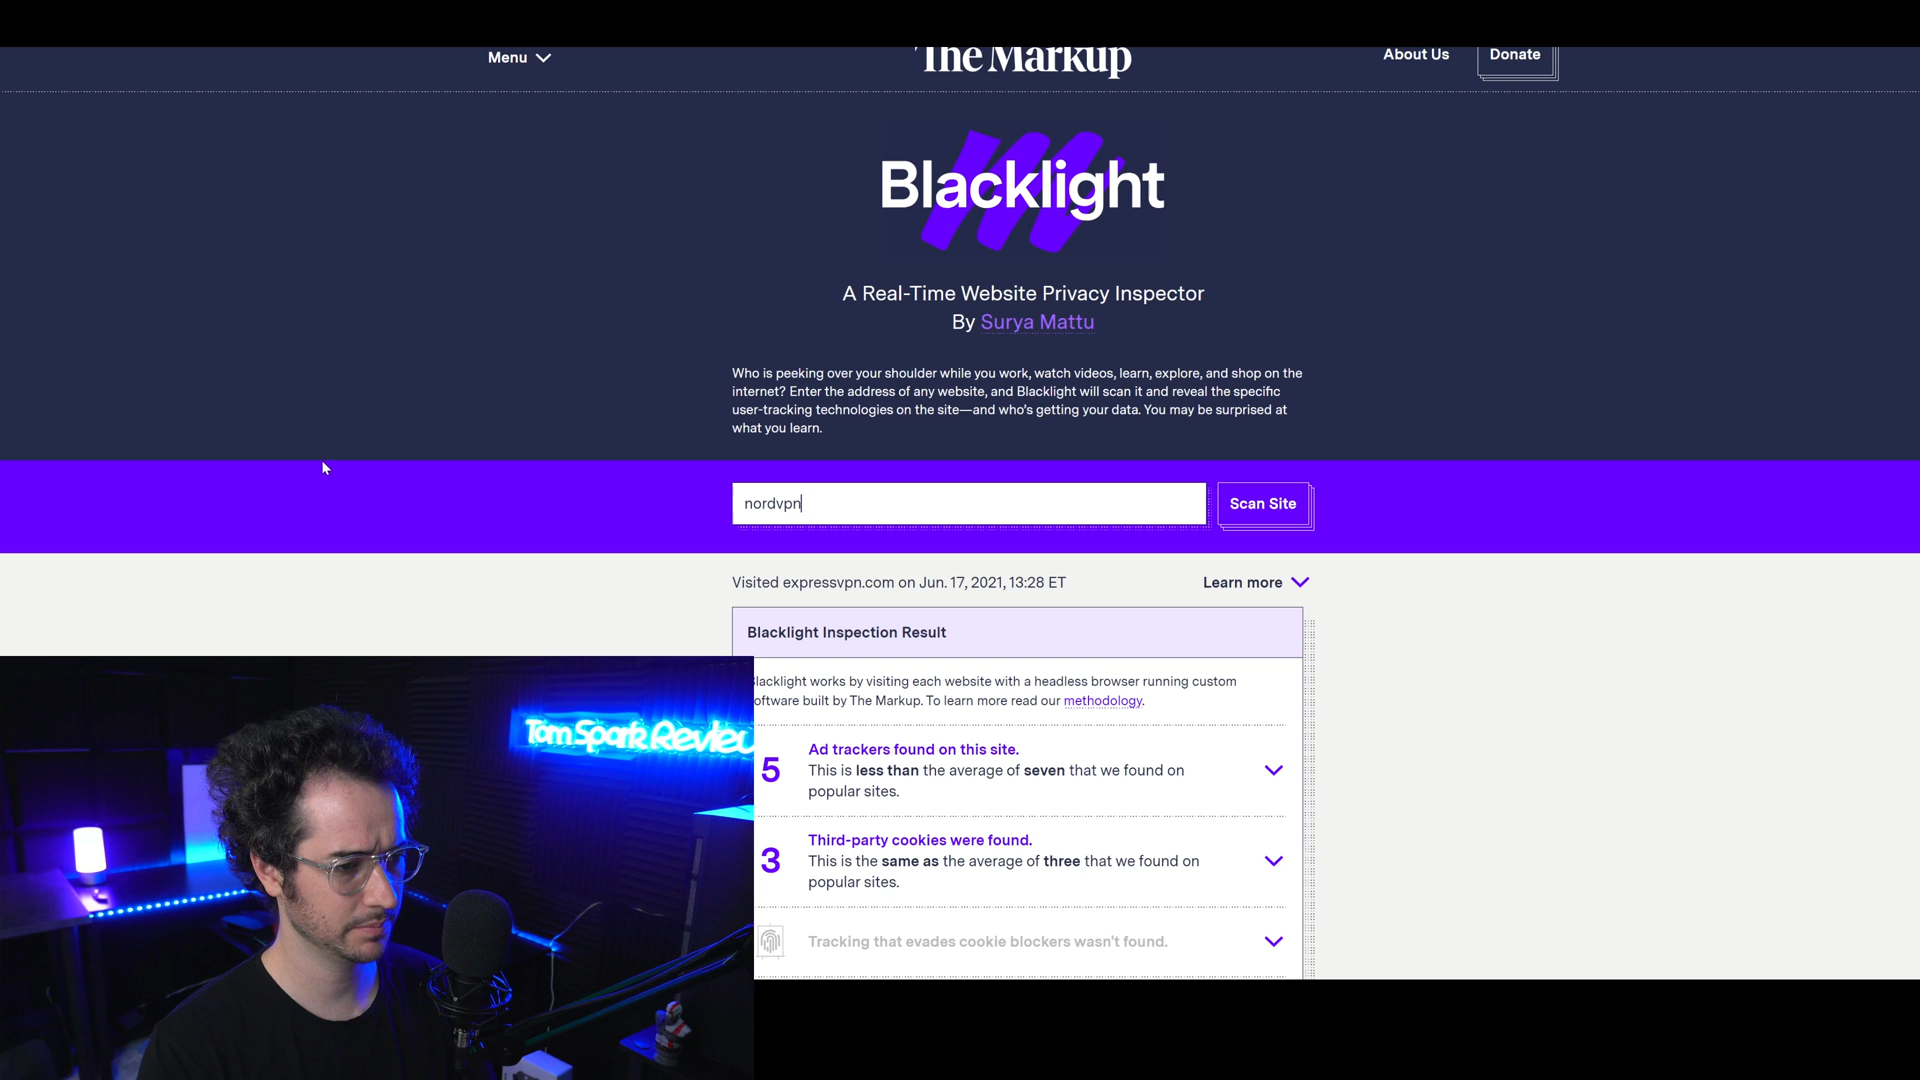 Menu
The Markup
About Us
Donate
Blacklight
A Real-Time Website Privacy Inspector
By Surya Mattu
Who is peeking over your shoulder while you work, watch videos, learn, explore, and shop on the
internet? Enter the address of any website, and Blacklight will scan it and reveal the specific
user-tracking technologies on the site—and who's getting your data. You may be surprised at
what you learn.
nordvpn
Scan Site
Visited expressvpn.com on Jun. 17, 2021, 13:28 ET
Learn more
Blacklight Inspection Result
lacklight works by visiting each website with a headless browser running custom
oftware built by The Markup. To learn more read our methodology.
5
Ad trackers found on this site.
This is less than the average of seven that we found on
popular sites.
3
Third-party cookies were found.
This is the same as the average of three that we found on
popular sites.
Tracking that evades cookie blockers wasn't found.
Tom Spark Review